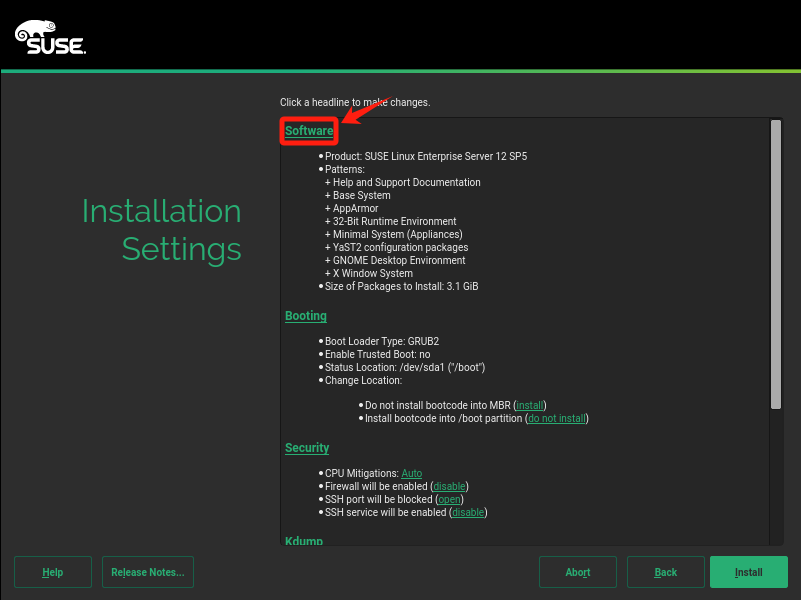 SUSE.
Click a headline to make changes.
Software
Product: SUSE Linux Enterprise Server 12 SP5
Patterns:
+ Help and Support Documentation
+ Base System
+ AppArmor
+ 32-Bit Runtime Environment
+ Minimal System (Appliances)
+ YaST2 configuration packages
+ GNOME Desktop Environment
+ X Window System
Size of Packages to Install: 3.1 GiB
Installation
Settings
Booting
Boot Loader Type: GRUB2
Enable Trusted Boot: no
Status Location: /dev/sda1 ("/boot")
Change Location:
Do not install bootcode into MBR (install)
Install bootcode into /boot partition (do not install)
Security
CPU Mitigations: Auto
Firewall will be enabled (disable)
SSH port will be blocked (open)
SSH service will be enabled (disable)
Kdump
Help
Release Notes...
Abort
Back
Install